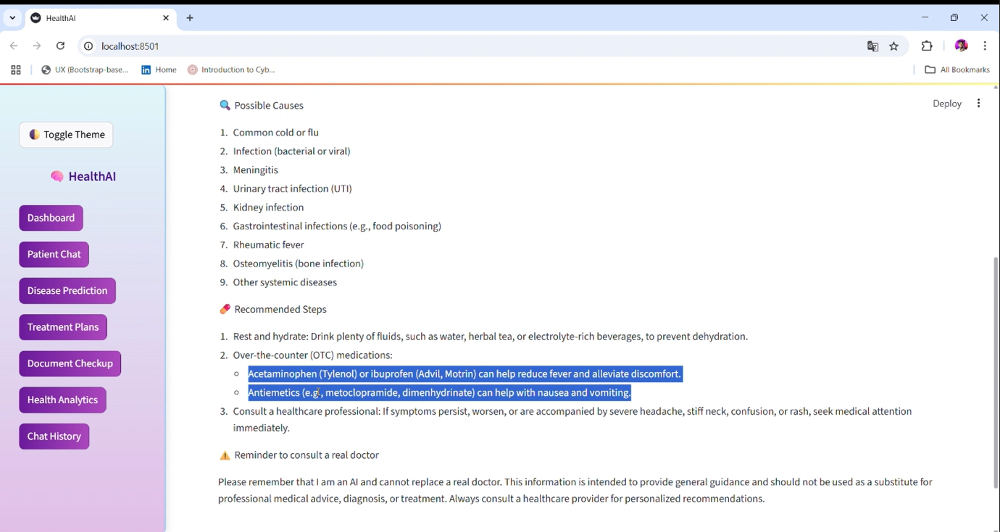 HealthAI
localhost:8501
UX (Bootstrap-base...
Home
Introduction to Cyb...
All Bookmarks
Toggle Theme
HealthAI
Dashboard
Patient Chat
Disease Prediction
Treatment Plans
Document Checkup
Health Analytics
Chat History
Deploy
Possible Causes
1. Common cold or flu
2. Infection (bacterial or viral)
3. Meningitis
4. Urinary tract infection (UTI)
5. Kidney infection
6. Gastrointestinal infections (e.g., food poisoning)
7. Rheumatic fever
8. Osteomyelitis (bone infection)
9. Other systemic diseases
Recommended Steps
1. Rest and hydrate: Drink plenty of fluids, such as water, herbal tea, or electrolyte-rich beverages, to prevent dehydration.
2. Over-the-counter (OTC) medications:
Acetaminophen (Tylenol) or ibuprofen (Advil, Motrin) can help reduce fever and alleviate discomfort.
Antiemetics (e.g., metoclopramide, dimenhydrinate) can help with nausea and vomiting.
3. Consult a healthcare professional: If symptoms persist, worsen, or are accompanied by severe headache, stiff neck, confusion, or rash, seek medical attention
immediately.
Reminder to consult a real doctor
Please remember that I am an AI and cannot replace a real doctor. This information is intended to provide general guidance and should not be used as a substitute for
professional medical advice, diagnosis, or treatment. Always consult a healthcare provider for personalized recommendations.